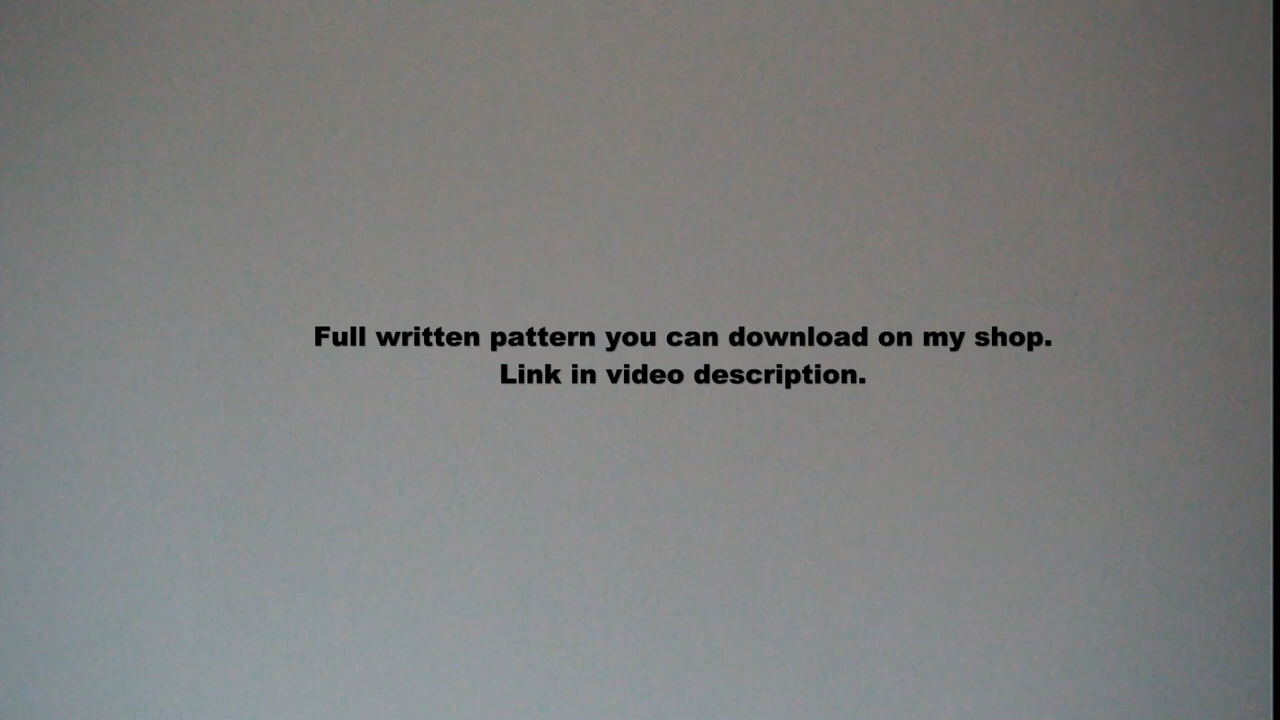 Full written pattern you can download on my shop.
Link in video description.